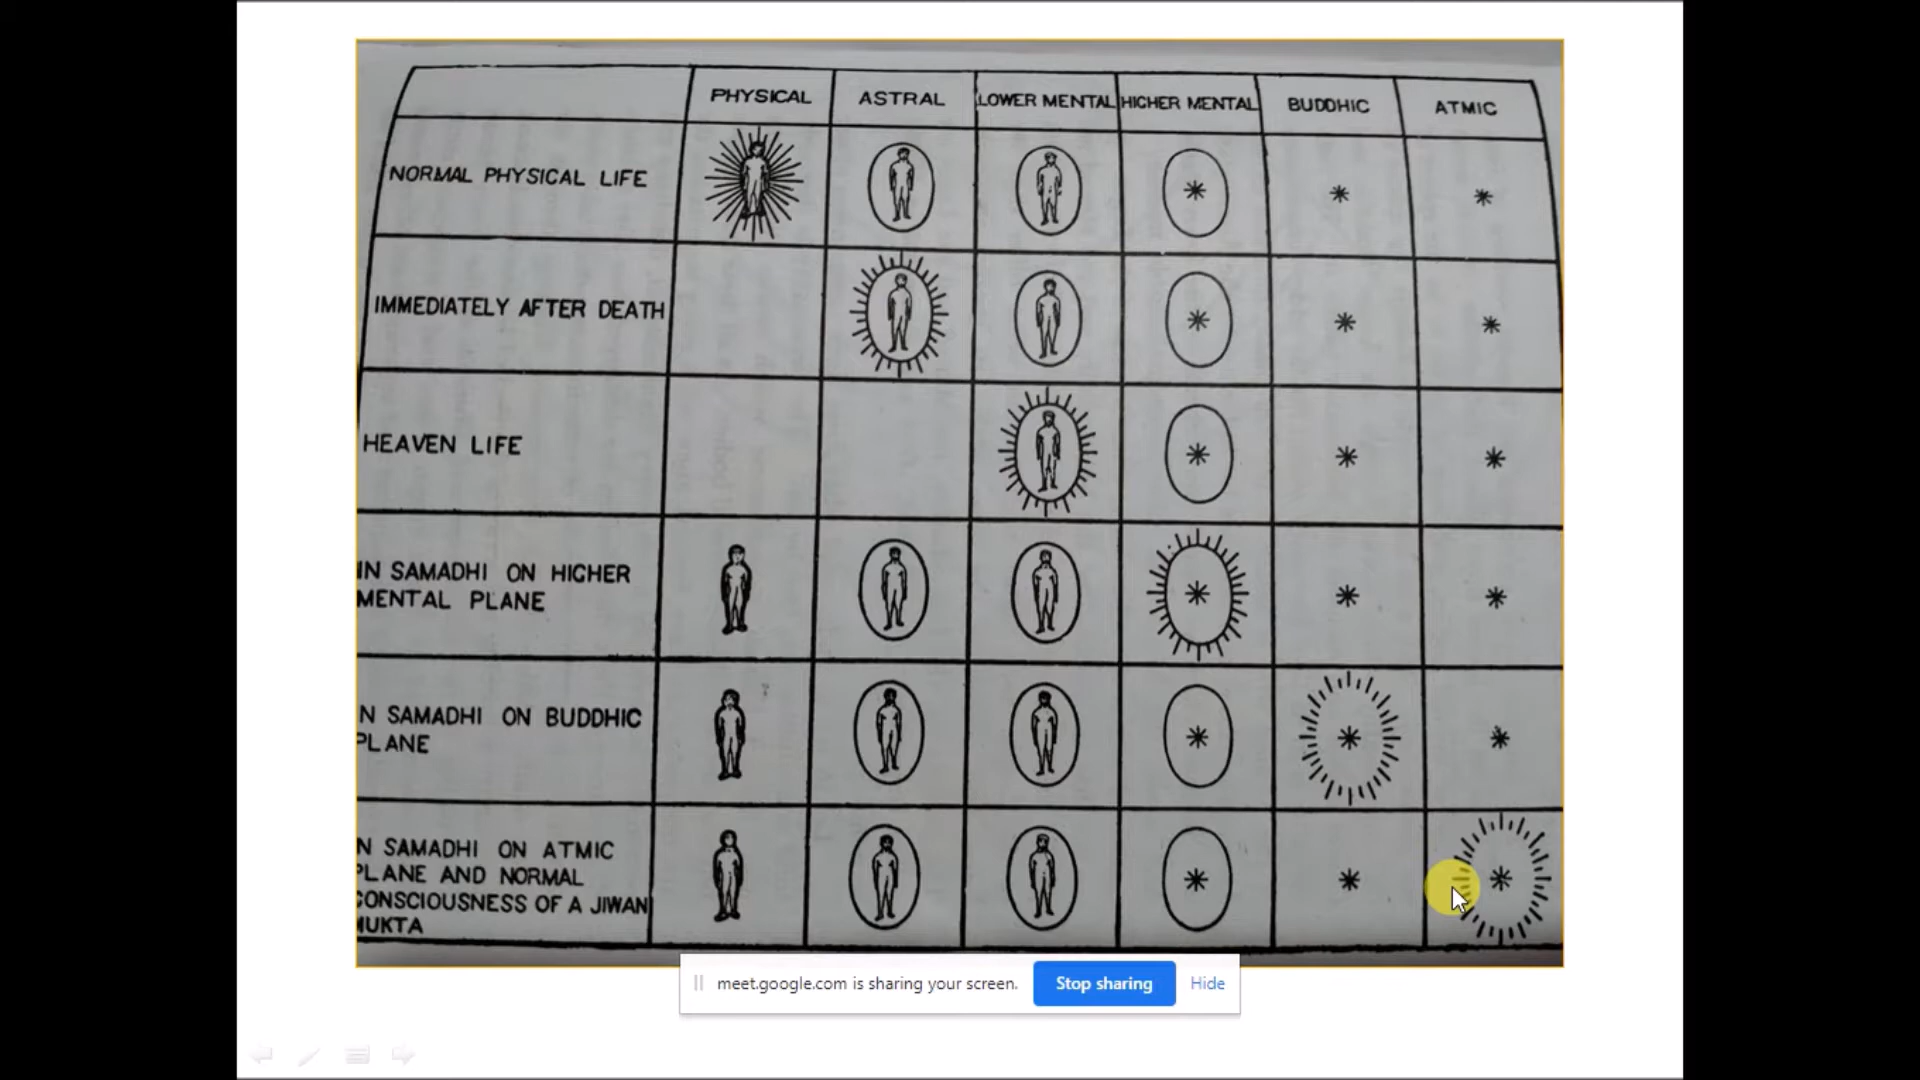 PHYSICAL ASTRAL LOWER MENTAL HIGHER MENTAL BUDDHIC ATMIC
NORMAL PHYSICAL LIFE
IMMEDIATELY AFTER DEATH
HEAVEN LIFE
IN SAMADHI ON HIGHER
MENTAL PLANE
N SAMADHI ON BUDDHIC
PLANE
N SAMADHI ON ATMIC
PLANE AND NORMAL
CONSCIOUSNESS OF A JIWAN
MUKTA
meet.google.com is sharing your screen. Stop sharing Hide